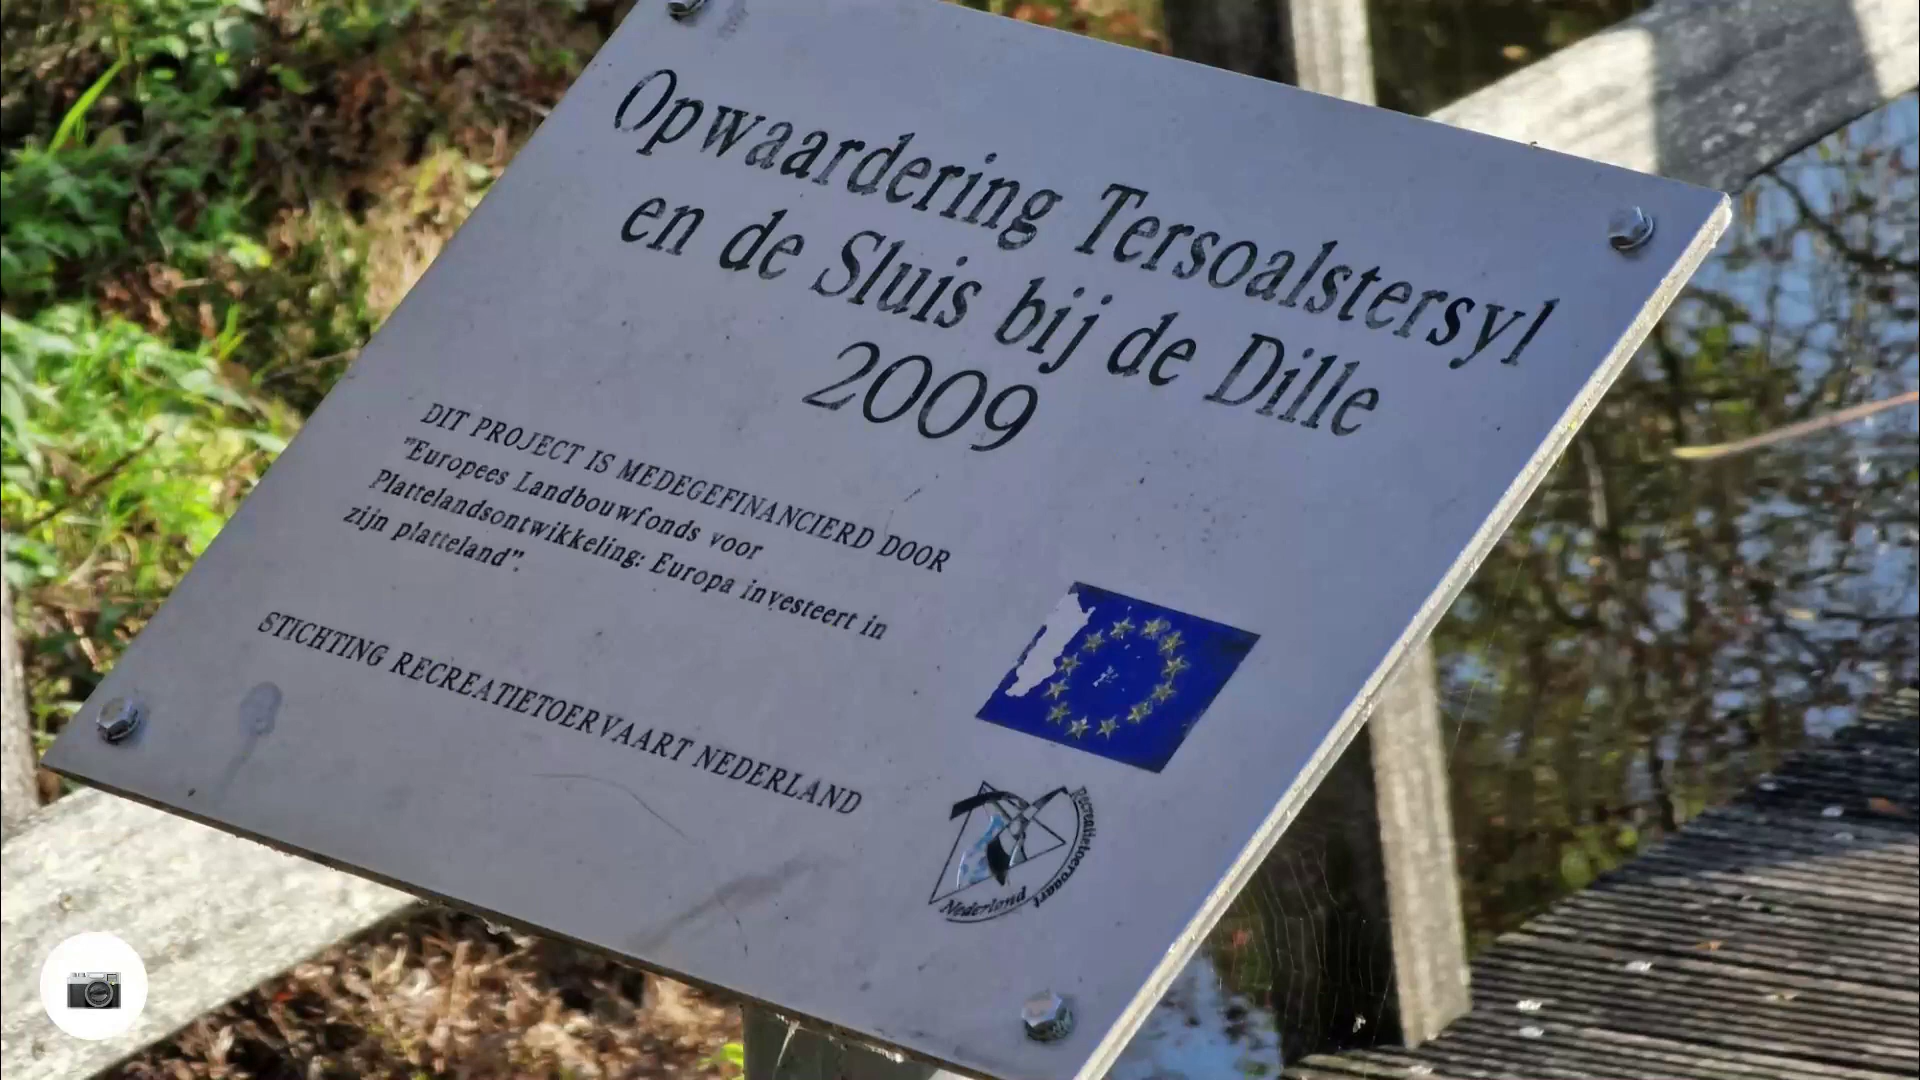 Opwaardering Tersoalstersyl
en de Sluis bij de Dille
2009
DIT PROJECT IS MEDEGEFINANCIERD DOOR
"Europees Landbouwfonds voor
Plattelandsontwikkeling: Europa investeert in
zijn platteland".
STICHTING RECREATIETOERVAART NEDERLAND
Recreatietoervaart
Nederland